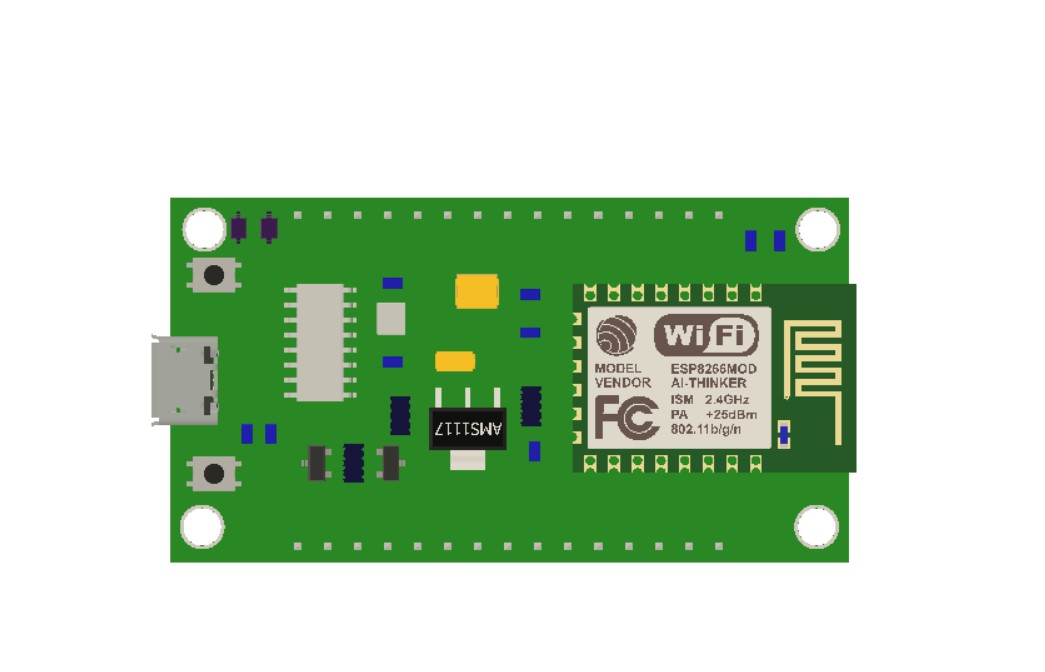 AMS1117
WiFi
MODEL ESP8266MOD
VENDOR AI-THINKER
ISM 2.4GHz
FC PA +25dBm
802.11b/g/n